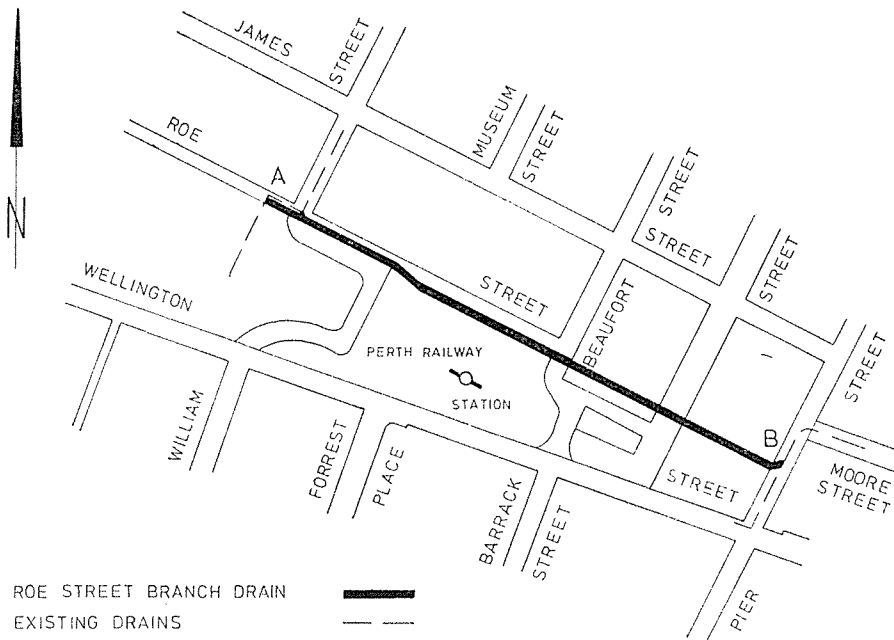 JAMES
STREET
MUSEUM
STREET
STREET
STREET
STREET
ROE
A
N
WELLINGTON
STREET
BEAUFORT
STREET
PERTH RAILWAY
STATION
B
STREET
MOORE
STREET
WILLIAM
FORREST
PLACE
BARRACK
STREET
PIER
ROE STREET BRANCH DRAIN
EXISTING DRAINS